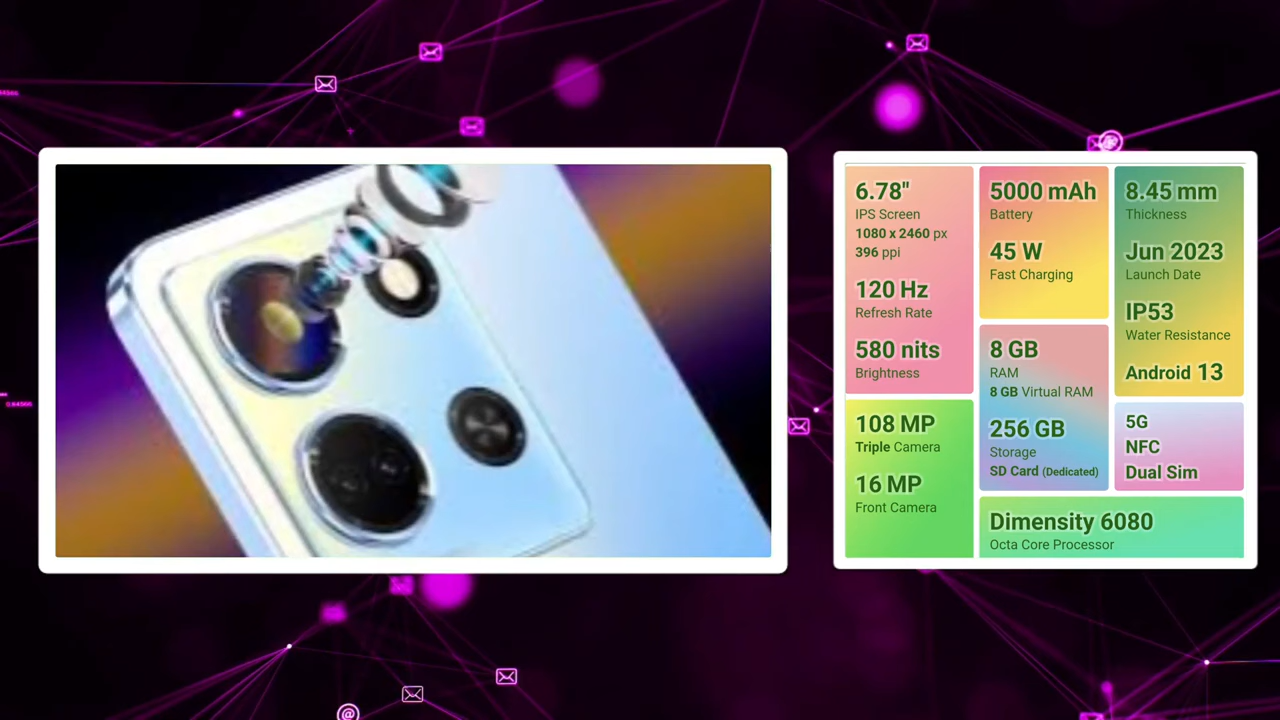 6.78"
IPS Screen
1080 x 2460 px
396 ppi
120 Hz
Refresh Rate
580 nits
Brightness
108 MP
Triple Camera
16 MP
Front Camera
5000 mAh
Battery
45 W
Fast Charging
8 GB
RAM
8 GB Virtual RAM
256 GB
Storage
SD Card (Dedicated)
8.45 mm
Thickness
Jun 2023
Launch Date
IP53
Water Resistance
Android 13
5G
NFC
Dual Sim
Dimensity 6080
Octa Core Processor